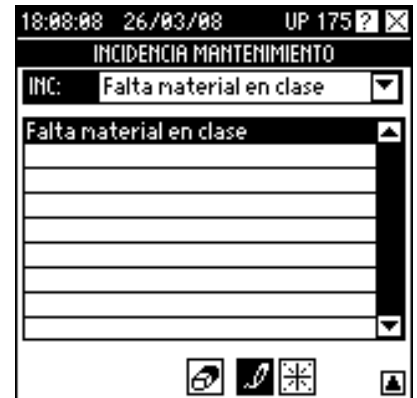 18:08:08 26/03/08 UP 175 ?
INCIDENCIA MANTENIMIENTO
INC: Falta material en clase
Falta material en clase